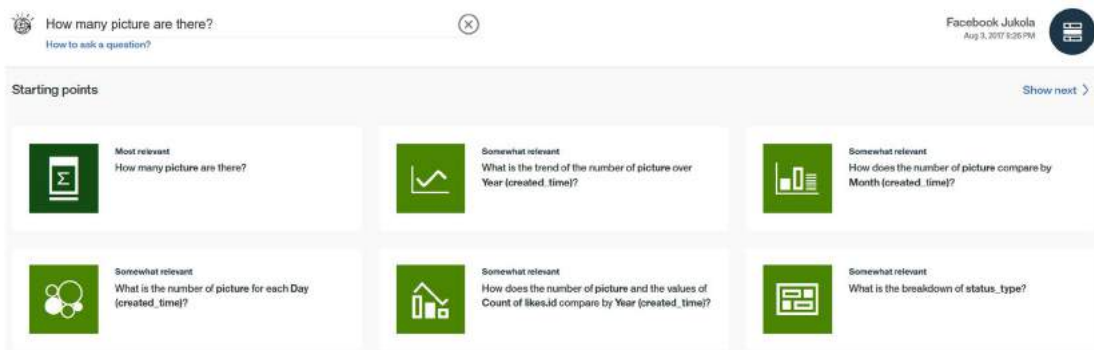 How many picture are there?
How to ask a question?
Facebook Jukola
Aug 3, 2017 9:26 PM
Starting points
Show next
Most relevant
How many picture are there?
Somewhat relevant
What is the trend of the number of picture over
Year (created_time)?
Somewhat relevant
How does the number of picture compare by
Month (created_time)?
Somewhat relevant
What is the number of picture for each Day
(created_time)?
Somewhat relevant
How does the number of picture and the values of
Count of likes.id compare by Year (created_time)?
Somewhat relevant
What is the breakdown of status_type?